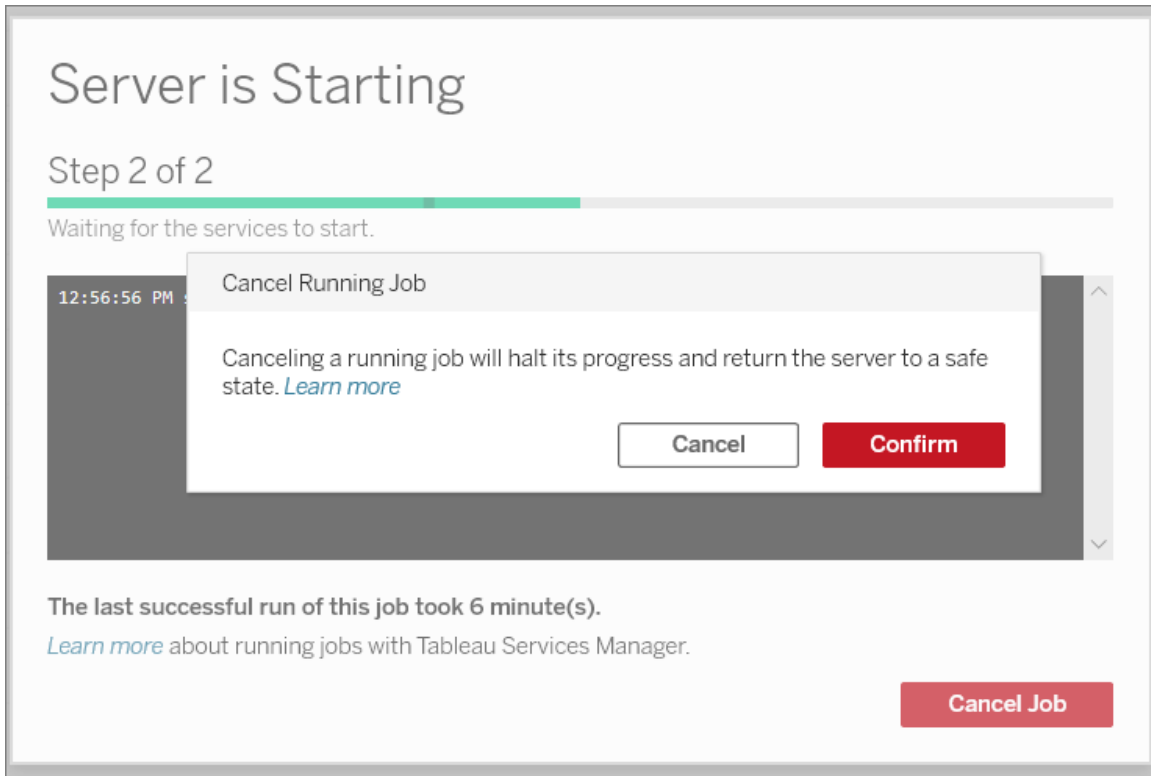 Server is Starting
Step 2 of 2
Waiting for the services to start.
12:56:56 PM
Cancel Running Job
Canceling a running job will halt its progress and return the server to a safe
state. Learn more
Cancel Confirm
The last successful run of this job took 6 minute(s).
Learn more about running jobs with Tableau Services Manager.
Cancel Job